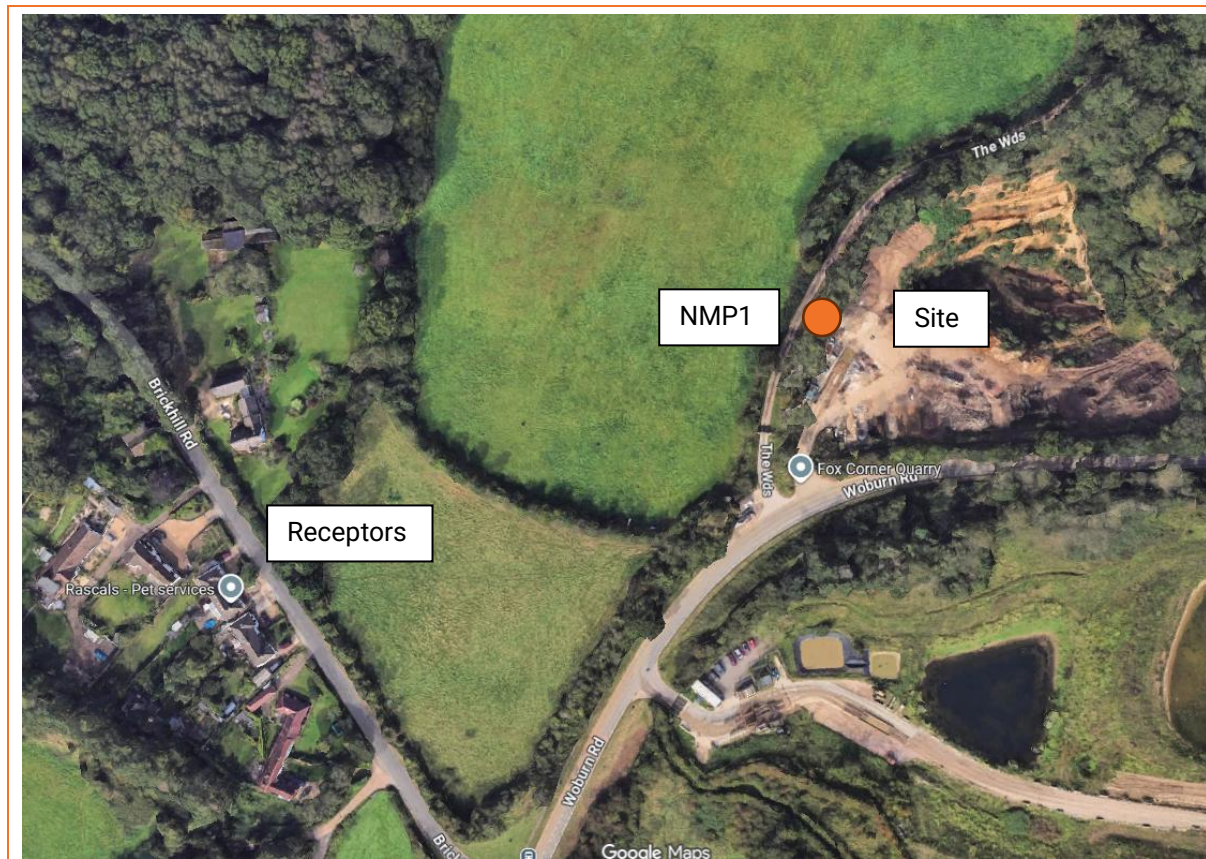 The Wds
NMP1
Site
Brickhill Rd
The Wds
Fox Corner Quarry
Woburn Rd
Receptors
Rascals - Pet services
Woburn Rd
Brick
Google Maps